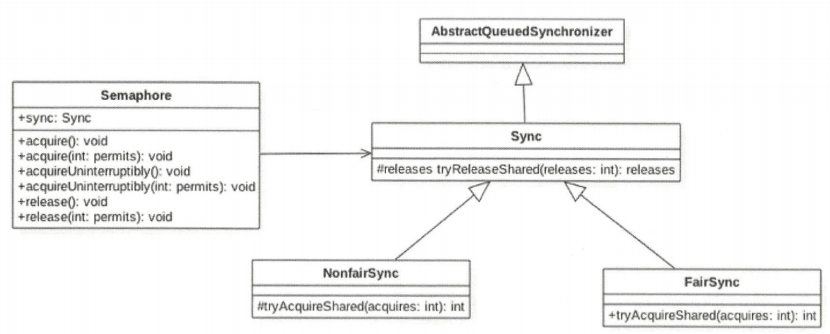 AbstractQueuedSynchronizer
Semaphore
+sync: Sync
+acquire(): void
+acquire(int: permits): void
+acquireUninterruptibly(): void
+acquireUninterruptibly(int: permits): void
+release(): void
+release(int: permits): void
Sync
#releases tryReleaseShared(releases: int): releases
NonfairSync
#tryAcquireShared(acquires: int): int
FairSync
+tryAcquireShared(acquires: int): int